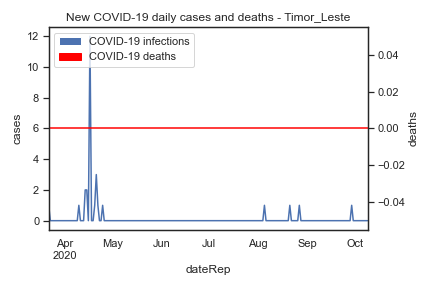 New COVID-19 daily cases and deaths - Timor_Leste
COVID-19 infections
COVID-19 deaths
12
10
8
6
4
2
0
cases
0.04
0.02
0.00
−0.02
−0.04
deaths
Apr
2020
May
Jun
Jul
Aug
Sep
Oct
dateRep